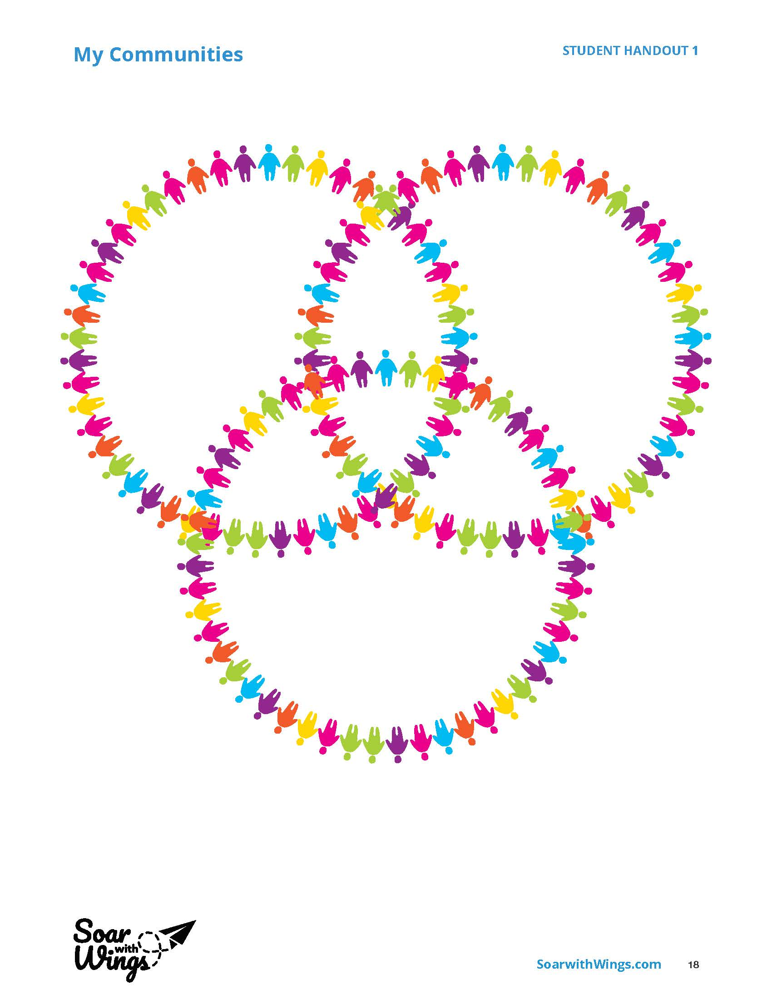 My Communities
STUDENT HANDOUT 1
Soar
with
Wings
SoarwithWings.com 18